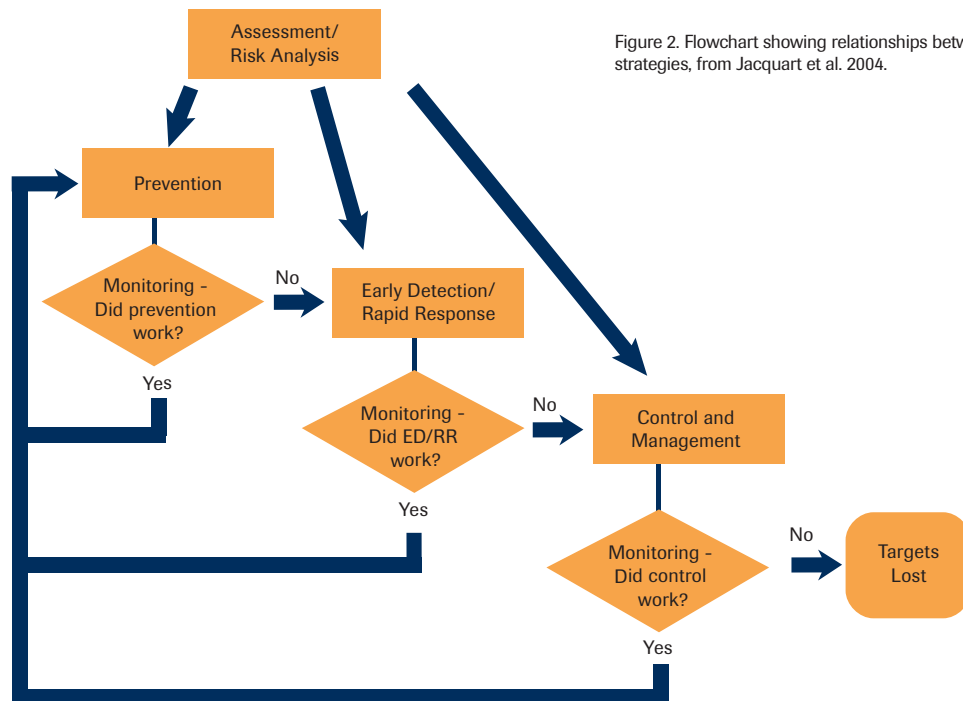 Assessment/
Risk Analysis
Figure 2. Flowchart showing relationships
strategies, from Jacquart et al. 2004.
Prevention
Monitoring -
Did prevention
work?
No
Yes
Early Detection/
Rapid Response
Monitoring -
Did ED/RR
work?
No
Yes
Control and
Management
Monitoring -
Did control
work?
No
Yes
Targets
Lost